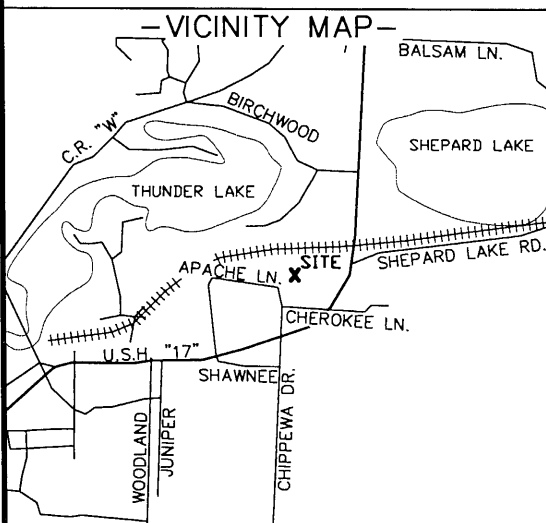 -VICINITY MAP-
BALSAM LN.
BIRCHWOOD
C.R. "W"
SHEPARD LAKE
THUNDER LAKE
SITE
SHEPARD LAKE RD.
APACHE LN.
X
CHEROKEE LN.
U.S.H. "17"
SHAWNEE
WOODLAND
JUNIPER
CHIPPEWA DR.